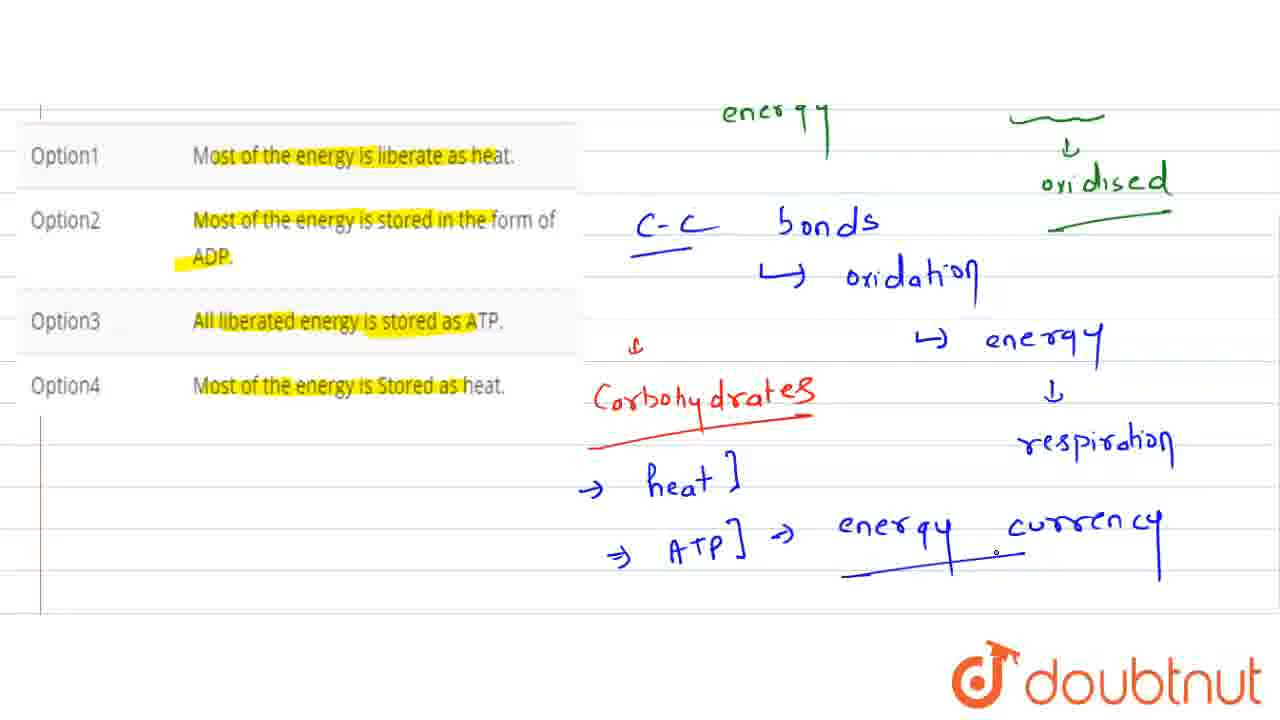 energy
oxidised
Option1 Most of the energy is liberate as heat.
Option2 Most of the energy is stored in the form of
ADP.
Option3 All liberated energy is stored as ATP.
Option4 Most of the energy is Stored as heat.
C-C bonds
↳ oxidation
↳ energy
↓
respiration
↓
Carbohydrates
→ heat]
⇒ ATP] → energy currency
doubtnut